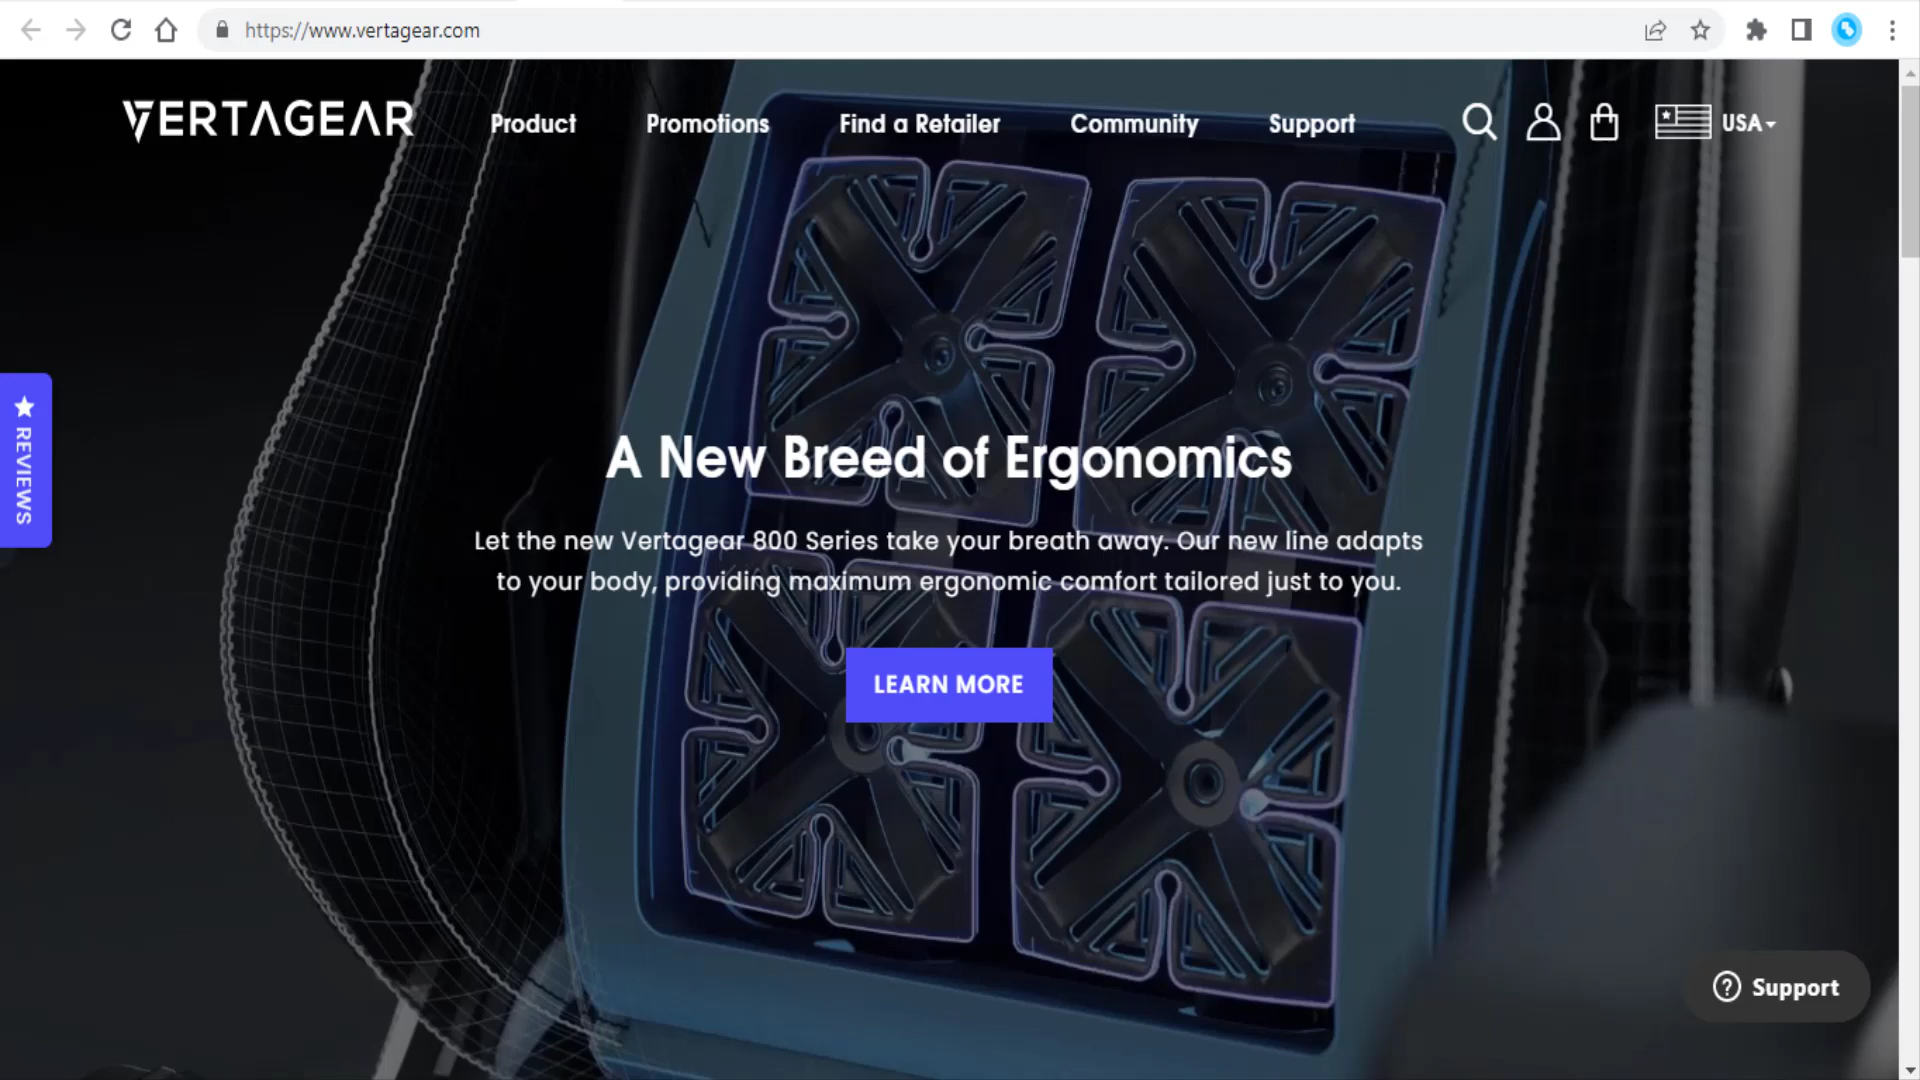 https://www.vertagear.com
VERTAGEAR
Product
Promotions
Find a Retailer
Community
Support
USA
REVIEWS
A New Breed of Ergonomics
Let the new Vertagear 800 Series take your breath away. Our new line adapts
to your body, providing maximum ergonomic comfort tailored just to you.
LEARN MORE
? Support